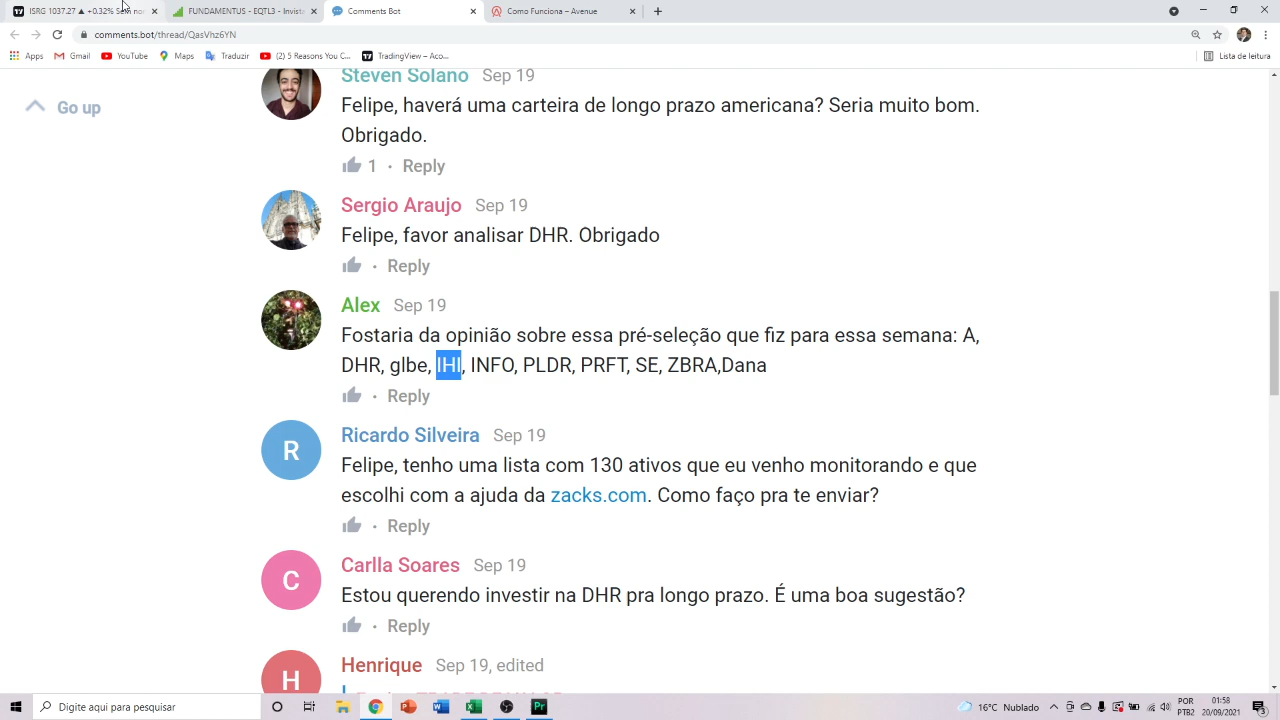 ISRG 1037.27 ▲ +0.32%
FUNDAMENTUS - EQTL3 - Invist
Comments Bot
Como Funciona – Avenue
comments.bot/thread/QasVhz6YN
Apps
Gmail
YouTube
Maps
Traduzir
(2) 5 Reasons You C...
TradingView – Aco...
Lista de leitura
Go up
Steven Solano Sep 19
Felipe, haverá uma carteira de longo prazo americana? Seria muito bom.
Obrigado.
1 · Reply
Sergio Araujo Sep 19
Felipe, favor analisar DHR. Obrigado
· Reply
Alex Sep 19
Fostaria da opinião sobre essa pré-seleção que fiz para essa semana: A,
DHR, glbe, IHI, INFO, PLDR, PRFT, SE, ZBRA,Dana
· Reply
R
Ricardo Silveira Sep 19
Felipe, tenho uma lista com 130 ativos que eu venho monitorando e que
escolhi com a ajuda da zacks.com. Como faço pra te enviar?
· Reply
C
Carlla Soares Sep 19
Estou querendo investir na DHR pra longo prazo. É uma boa sugestão?
· Reply
H
Henrique Sep 19, edited
Digite aqui para pesquisar
16°C Nublado
POR
PTB2
01:58
20/09/2021